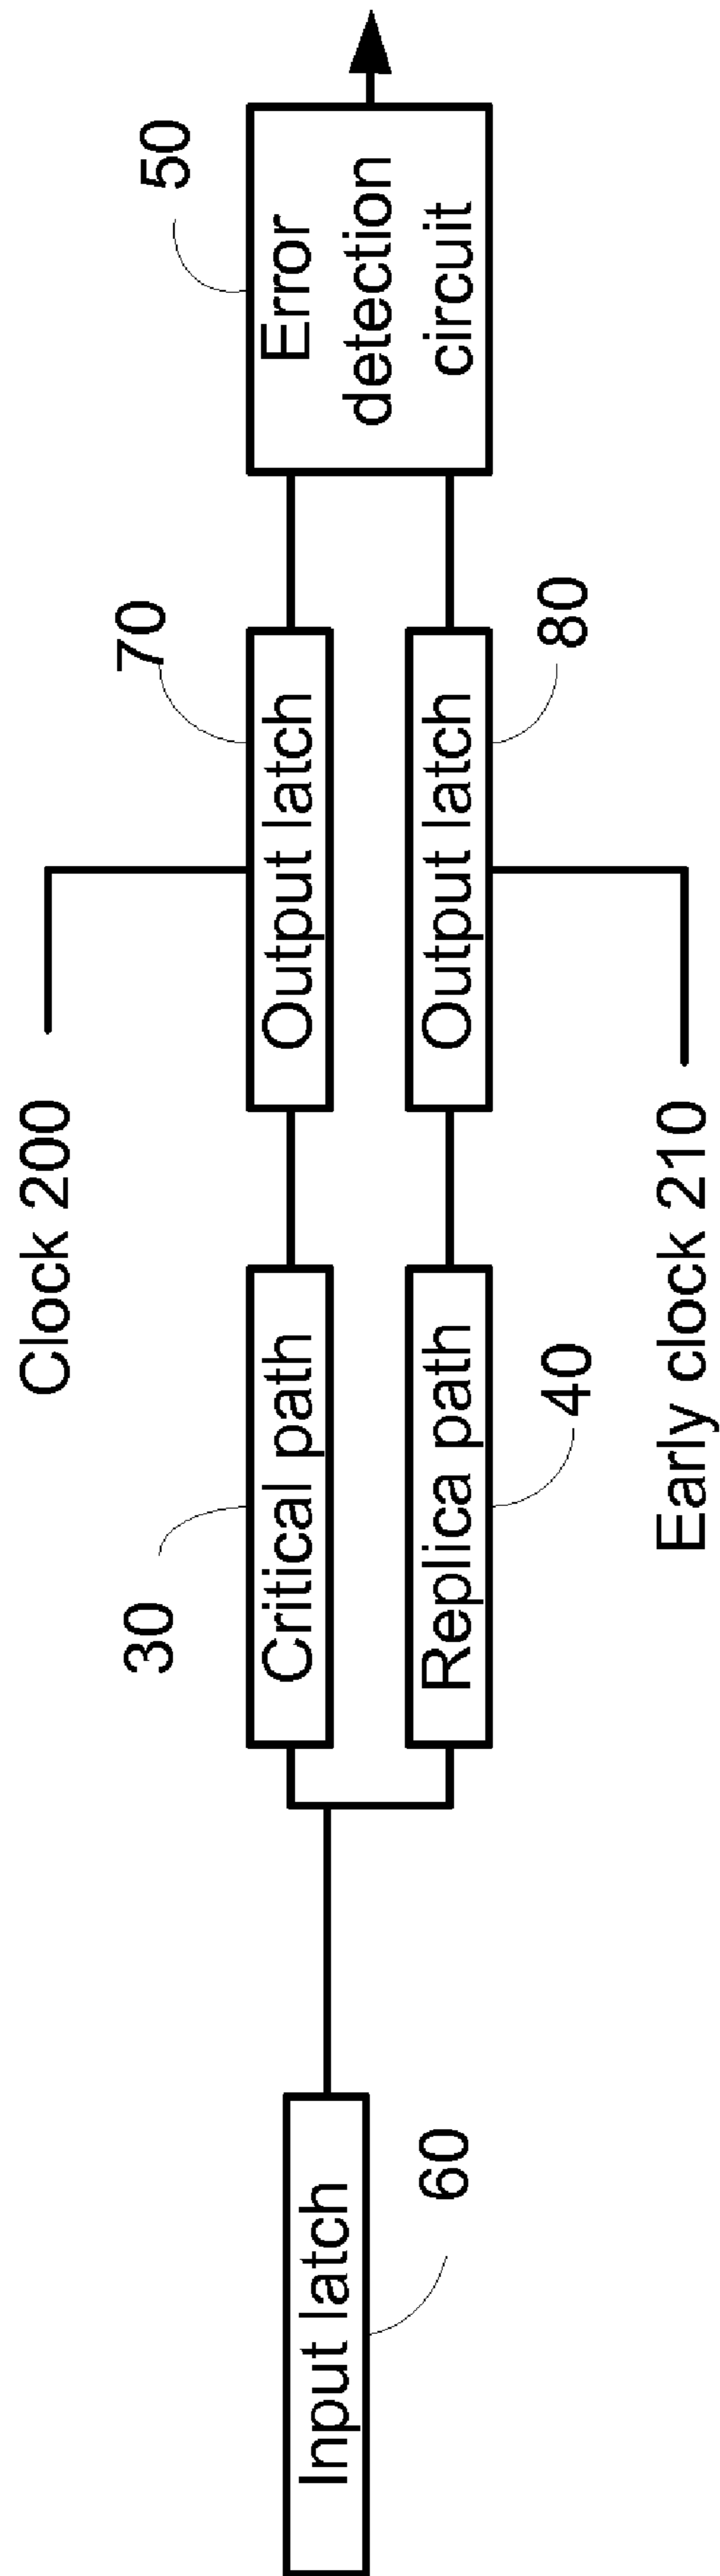 Clock 200
70
50
30
Critical path
Output latch
Error
detection
circuit
Input latch
60
Replica path
Output latch
40
80
Early clock 210